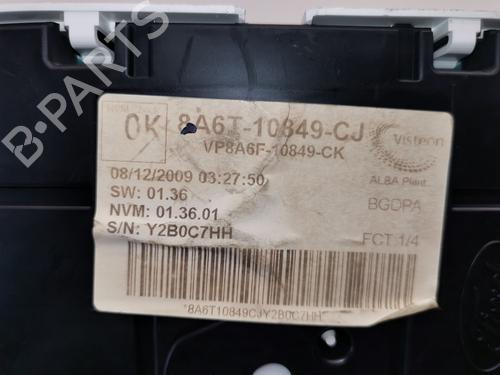 OK 8A6T-10849-CJ
VP8A6F-10849-CK
Visteon
08/12/2009 03:27:50
ALBA Plant
SW: 01.36
BGOPA
NVM: 01.36.01
S/N: Y2B0C7HH
FCT 1/4
*8A6T10849CJY2B0C7HH*
B-PARTS